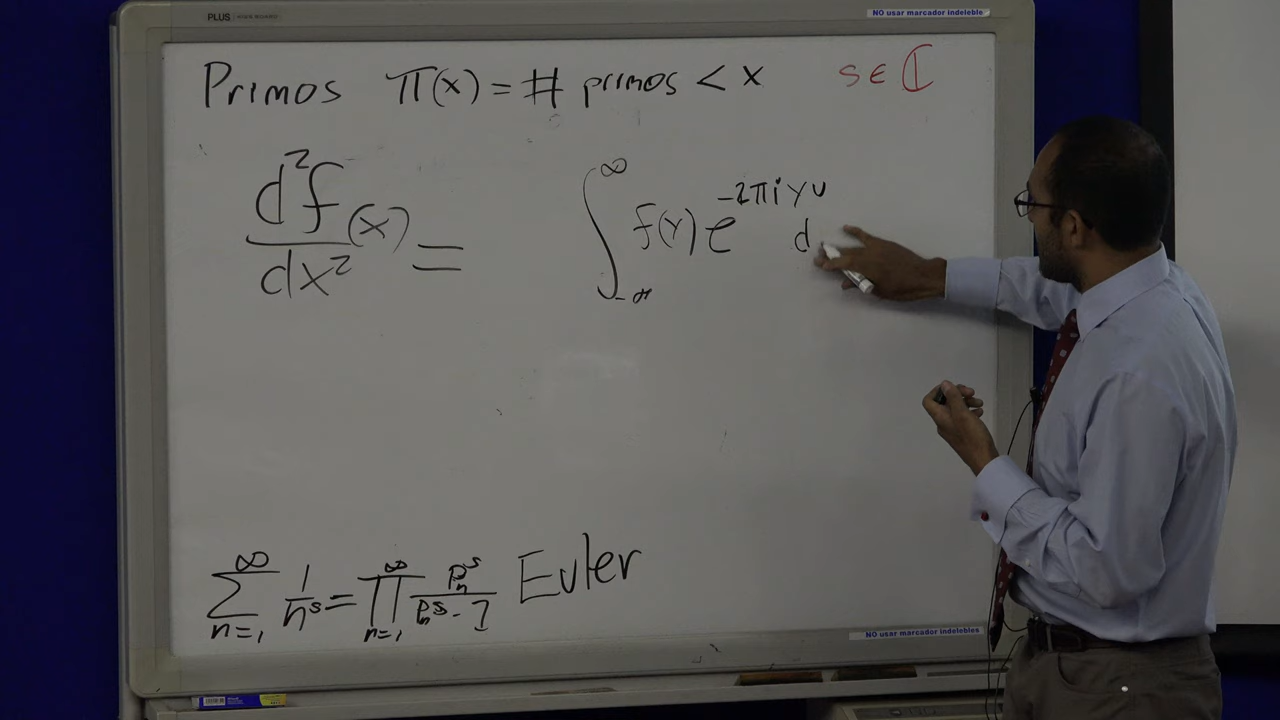 PLUS
NO usar marcador indeleble
Primos π(x) = # primos < x s ∈ ℂ
d²f/dx² (x) = ∫_{-∞}^{∞} f(y) e^{-2πiyu} d
∑_{n=1}^{∞} 1/n^s = ∏_{n=1}^{∞} P_n^s/(P_n^s - 1) Euler
NO usar marcador indelebles